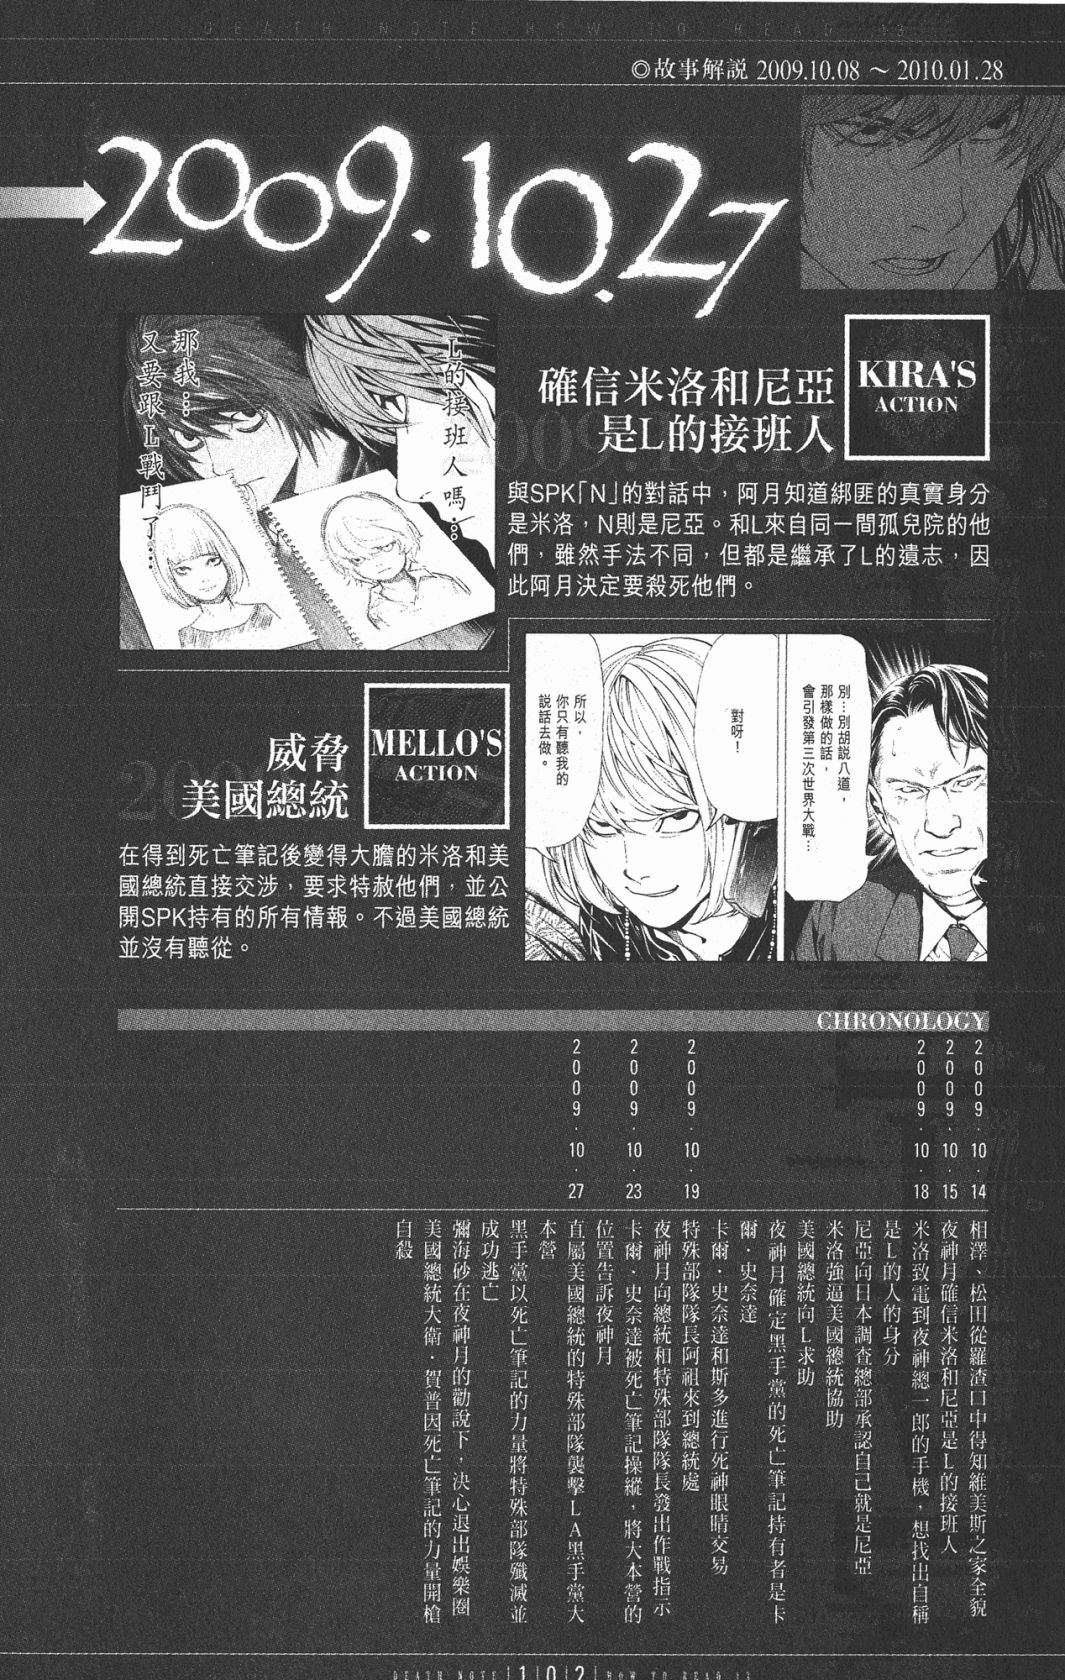 DEATH NOTE HOW TO READ 13
◎故事解説 2009.10.08 ～ 2010.01.28
2009.10.27
KIRA'S
ACTION
確信米洛和尼亞
是L的接班人
與SPK「N」的對話中，阿月知道綁匪的真實身分
是米洛，N則是尼亞。和L來自同一間孤兒院的他
們，雖然手法不同，但都是繼承了L的遺志，因
此阿月決定要殺死他們。
L的接班人嗎…
那我…
又要跟L戰鬥了…
MELLO'S
ACTION
威脅
美國總統
在得到死亡筆記後變得大膽的米洛和美
國總統直接交涉，要求特赦他們，並公
開SPK持有的所有情報。不過美國總統
並沒有聽從。
別…別胡說八道，
那樣做的話，
會引發第三次世界大戰…
對呀！
所以，
你只有聽我的
說話去做。
CHRONOLOGY
2009.10.14
相澤、松田從羅渣口中得知維美斯之家全貌
2009.10.15
夜神月確信米洛和尼亞是L的接班人
2009.10.18
米洛致電到夜神總一郎的手機，想找出自稱
是L的人的身分
尼亞向日本調查總部承認自己就是尼亞
米洛強逼美國總統協助
美國總統向L求助
夜神月確定黑手黨的死亡筆記持有者是卡
爾．史奈達
卡爾．史奈達和斯多進行死神眼睛交易
2009.10.19
特殊部隊隊長阿祖來到總統處
夜神月向總統和特殊部隊隊長發出作戰指示
2009.10.23
卡爾．史奈達被死亡筆記操縱，將大本營的
位置告訴夜神月
2009.10.27
直屬美國總統的特殊部隊襲擊LA黑手黨大
本營
黑手黨以死亡筆記的力量將特殊部隊殲滅並
成功逃亡
彌海砂在夜神月的勸說下，決心退出娛樂圈
美國總統大衛．賀普因死亡筆記的力量開槍
自殺
DEATH NOTE 102 HOW TO READ 13